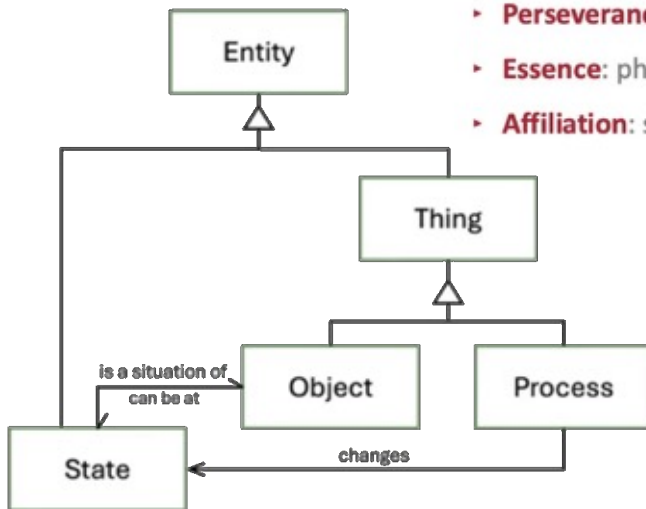 Entity
▸ Perseveranc
▸ Essence: ph
▸ Affiliation: s
Thing
is a situation of
can be at
Object
Process
State
changes